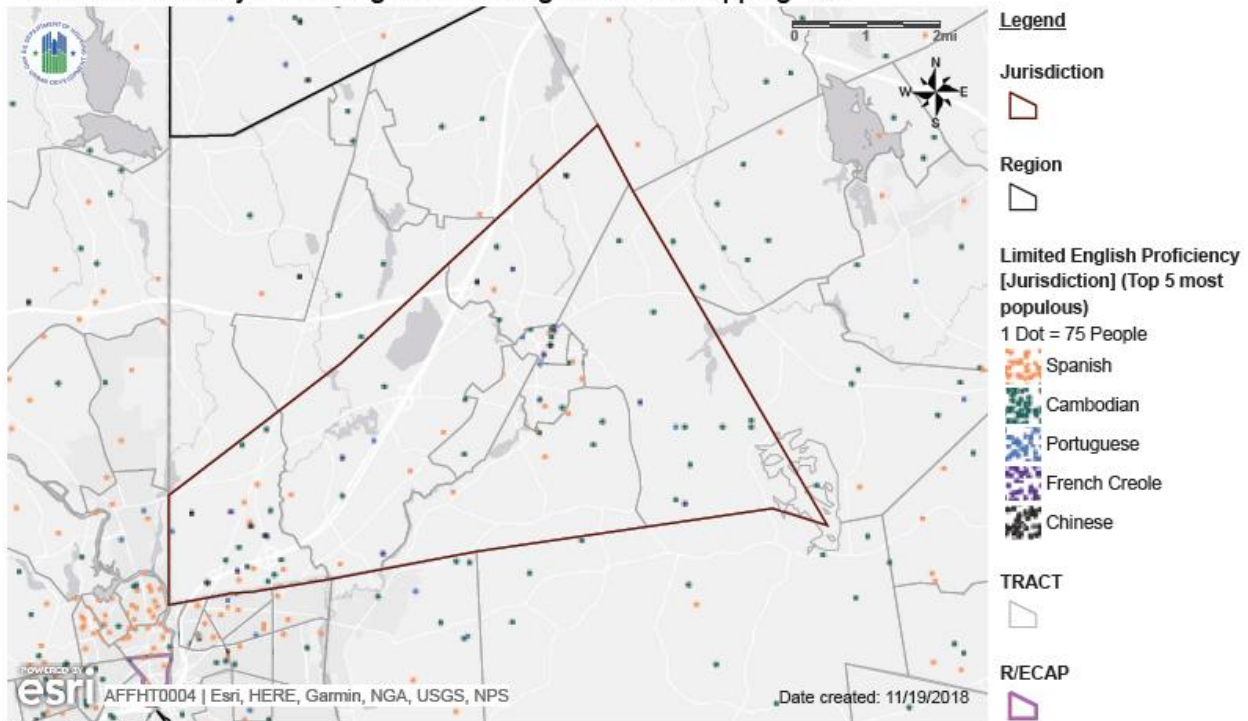 Legend
0 1 2mi
Jurisdiction
N
W E
S
Region
Limited English Proficiency
[Jurisdiction] (Top 5 most
populous)
1 Dot = 75 People
Spanish
Cambodian
Portuguese
French Creole
Chinese
TRACT
R/ECAP
POWERED BY
esri
AFFHT0004 | Esri, HERE, Garmin, NGA, USGS, NPS
Date created: 11/19/2018